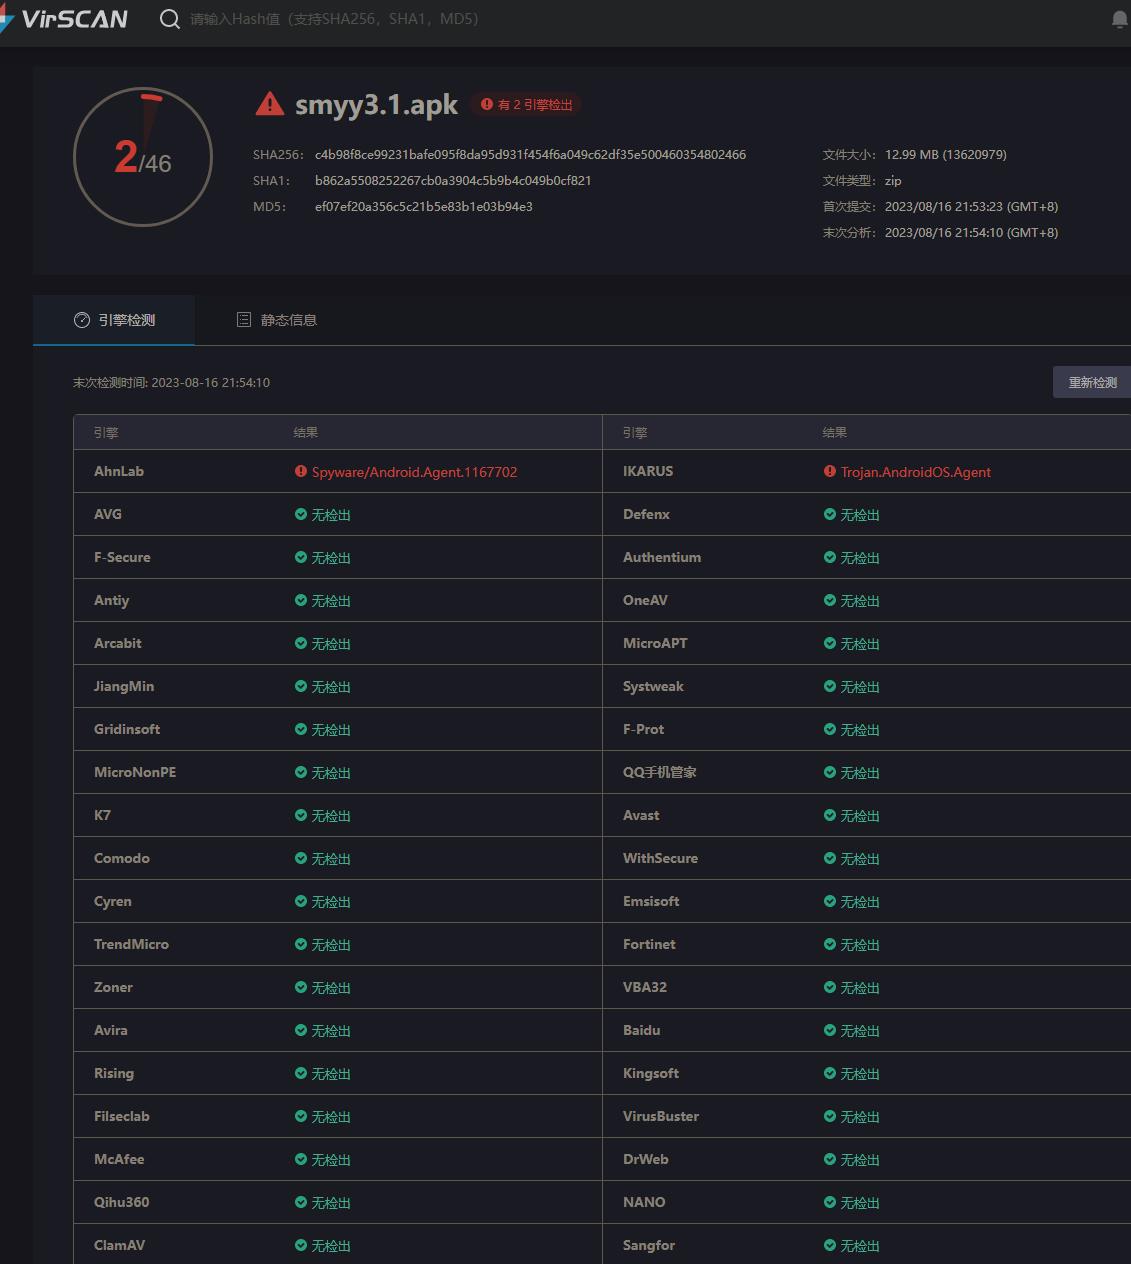 VirSCAN
请输入Hash值（支持SHA256，SHA1，MD5）
2/46
smyy3.1.apk
有 2 引擎检出
SHA256： c4b98f8ce99231bafe095f8da95d931f454f6a049c62df35e500460354802466
SHA1： b862a5508252267cb0a3904c5b9b4c049b0cf821
MD5： ef07ef20a356c5c21b5e83b1e03b94e3
文件大小： 12.99 MB (13620979)
文件类型： zip
首次提交： 2023/08/16 21:53:23 (GMT+8)
末次分析： 2023/08/16 21:54:10 (GMT+8)
引擎检测 静态信息
末次检测时间: 2023-08-16 21:54:10 重新检测
引擎 结果 引擎 结果
AhnLab Spyware/Android.Agent.1167702 IKARUS Trojan.AndroidOS.Agent
AVG 无检出 Defenx 无检出
F-Secure 无检出 Authentium 无检出
Antiy 无检出 OneAV 无检出
Arcabit 无检出 MicroAPT 无检出
JiangMin 无检出 Systweak 无检出
Gridinsoft 无检出 F-Prot 无检出
MicroNonPE 无检出 QQ手机管家 无检出
K7 无检出 Avast 无检出
Comodo 无检出 WithSecure 无检出
Cyren 无检出 Emsisoft 无检出
TrendMicro 无检出 Fortinet 无检出
Zoner 无检出 VBA32 无检出
Avira 无检出 Baidu 无检出
Rising 无检出 Kingsoft 无检出
Filseclab 无检出 VirusBuster 无检出
McAfee 无检出 DrWeb 无检出
Qihu360 无检出 NANO 无检出
ClamAV 无检出 Sangfor 无检出